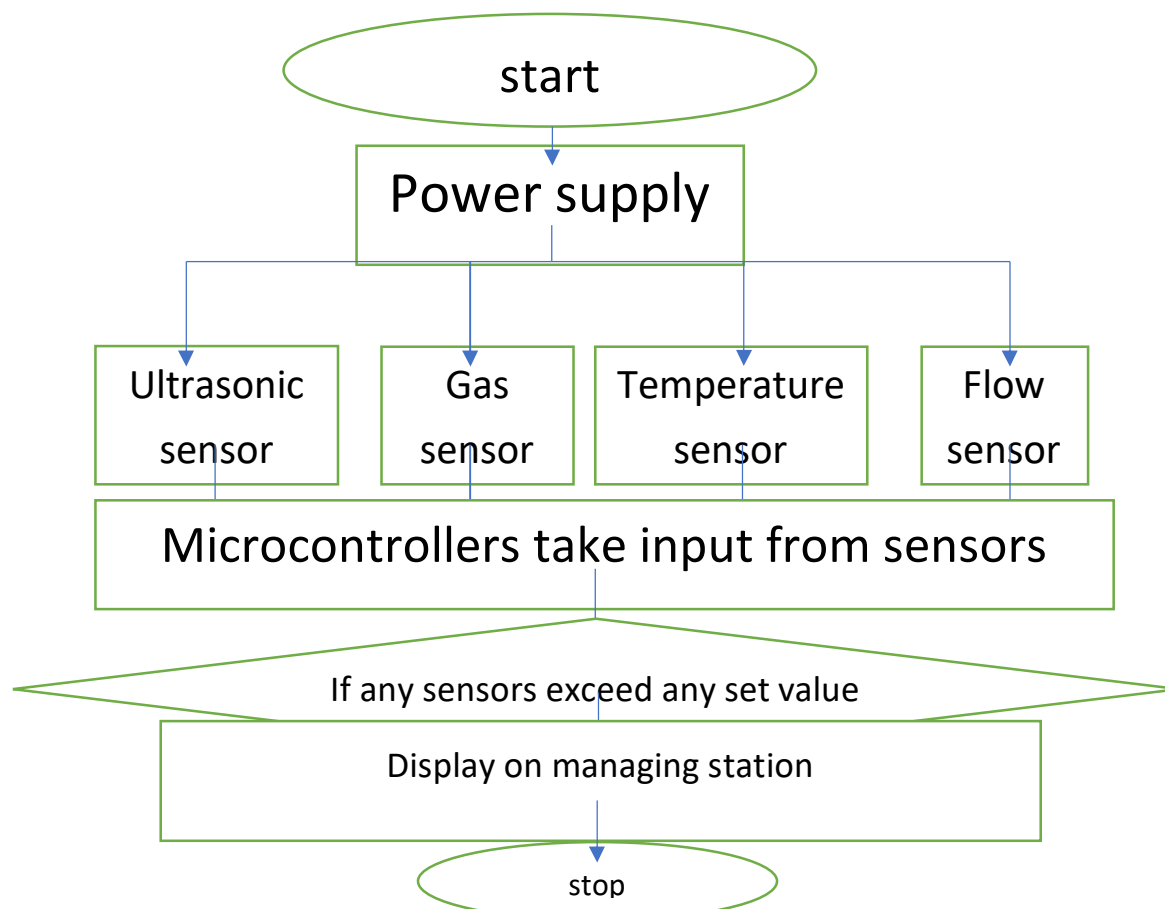 start
Power supply
Ultrasonic
sensor
Gas
sensor
Temperature
sensor
Flow
sensor
Microcontrollers take input from sensors
If any sensors exceed any set value
Display on managing station
stop